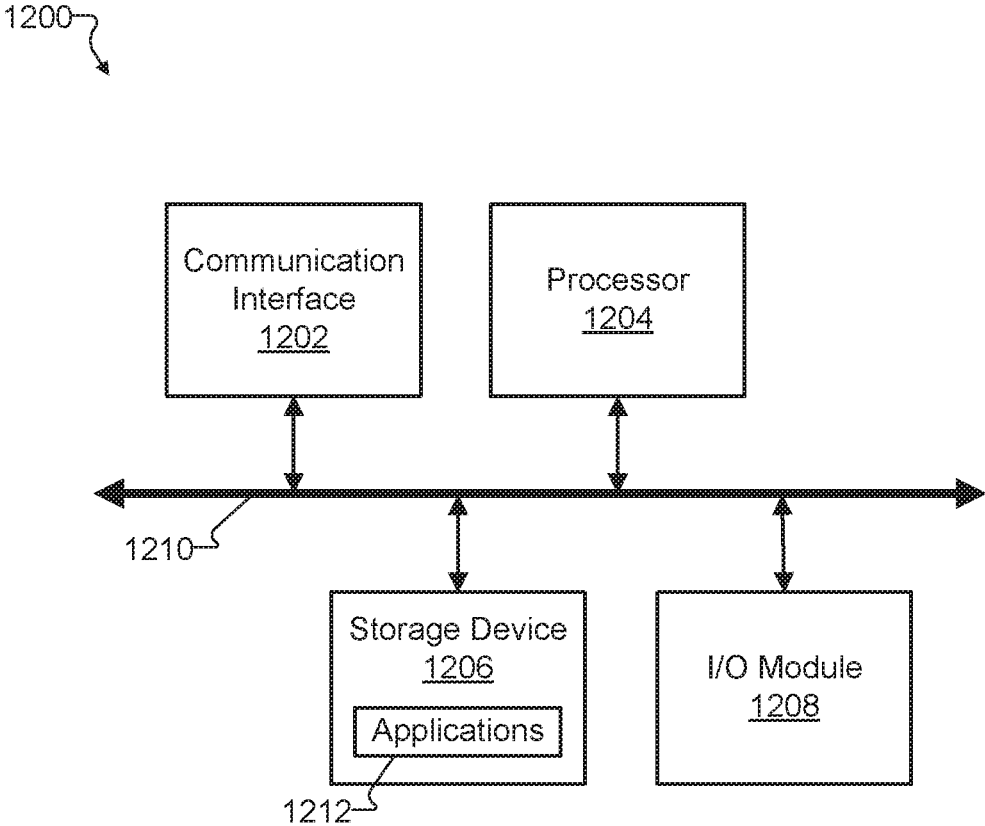 1200
Communication
Interface
1202
Processor
1204
1210
Storage Device
1206
Applications
1212
I/O Module
1208